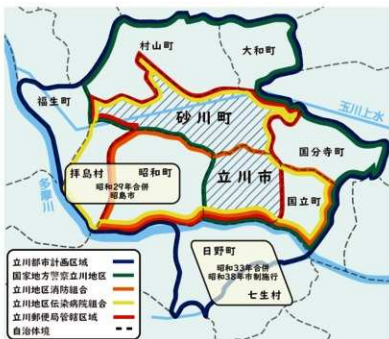 村山町
大和町
福生町
玉川上水
砂川町
国分寺町
拝島村
昭和町
昭和29年合併
昭島市
立川市
国立町
多摩川
日野町
昭和33年合併
昭和38年市制施行
七生村
立川都市計画区域
国家地方警察立川地区
立川地区消防組合
立川地区伝染病院組合
立川郵便局管轄区域
自治体境